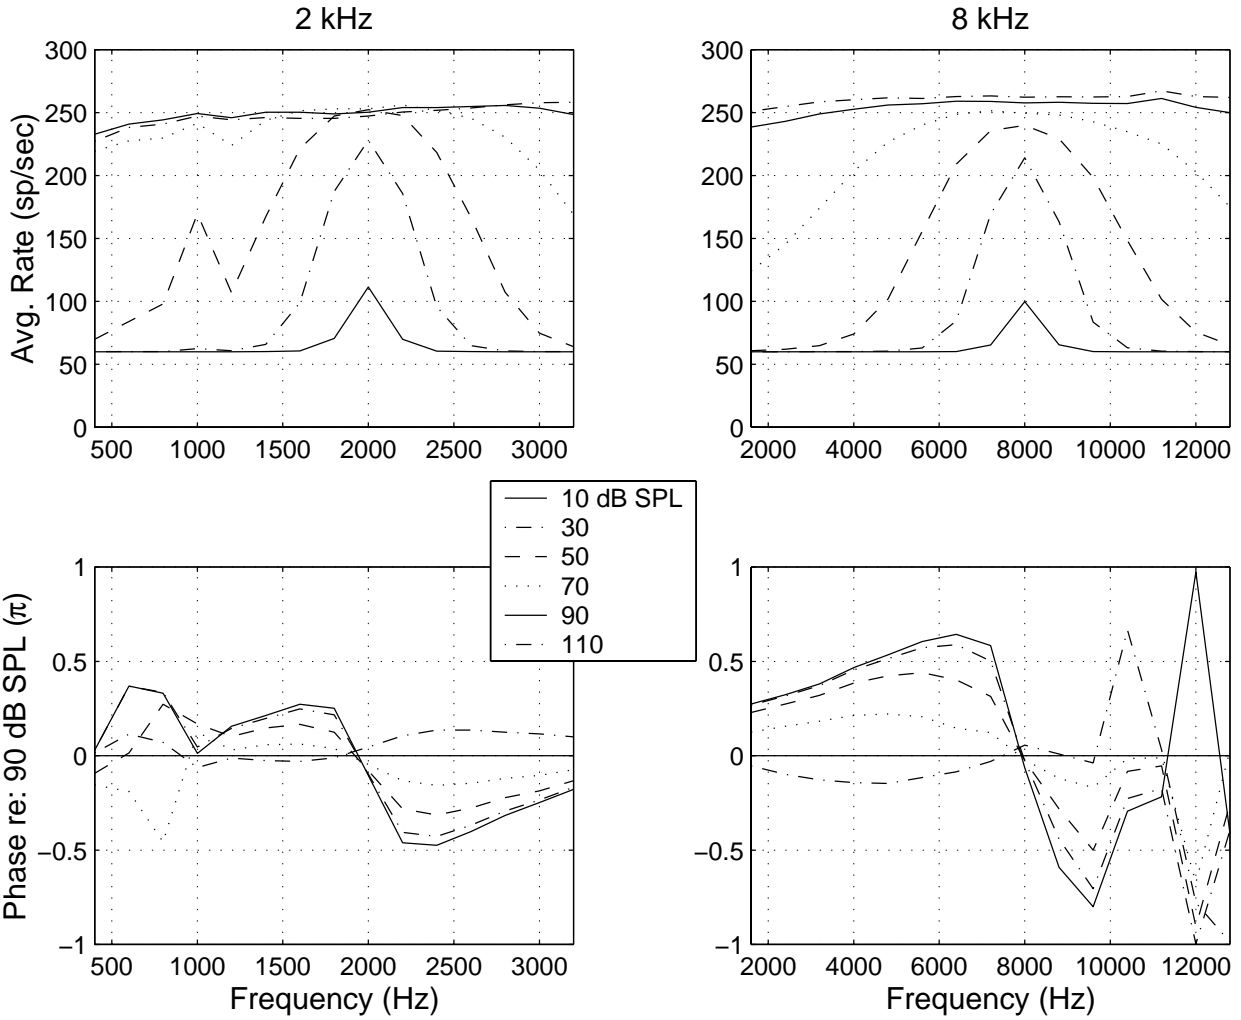 2 kHz
8 kHz
Avg. Rate (sp/sec)
300
250
200
150
100
50
0
500 1000 1500 2000 2500 3000
300
250
200
150
100
50
0
2000 4000 6000 8000 10000 12000
10 dB SPL
30
50
70
90
110
Phase re: 90 dB SPL (π)
1
0.5
0
−0.5
−1
500 1000 1500 2000 2500 3000
Frequency (Hz)
1
0.5
0
−0.5
−1
2000 4000 6000 8000 10000 12000
Frequency (Hz)